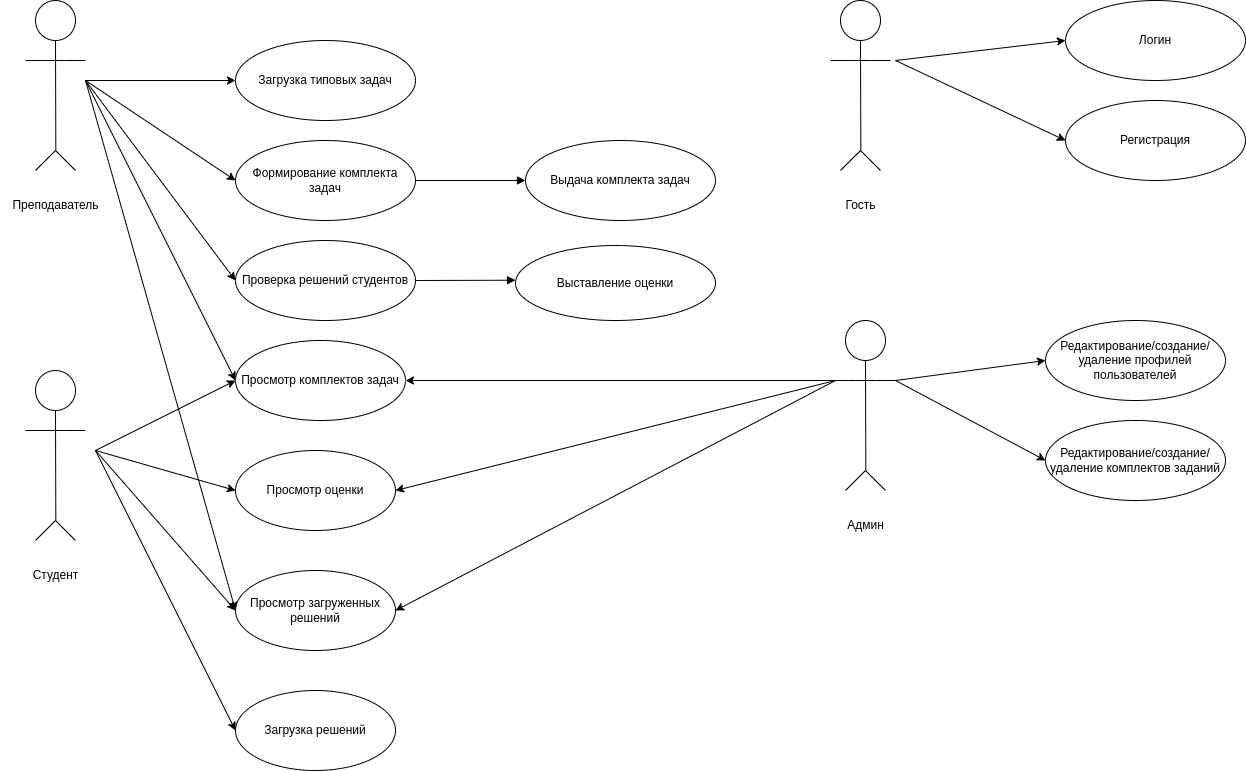 Преподаватель
Загрузка типовых задач
Формирование комплекта
задач
Выдача комплекта задач
Проверка решений студентов
Выставление оценки
Гость
Логин
Регистрация
Студент
Просмотр комплектов задач
Просмотр оценки
Просмотр загруженных
решений
Загрузка решений
Админ
Редактирование/создание/
удаление профилей
пользователей
Редактирование/создание/
удаление комплектов заданий